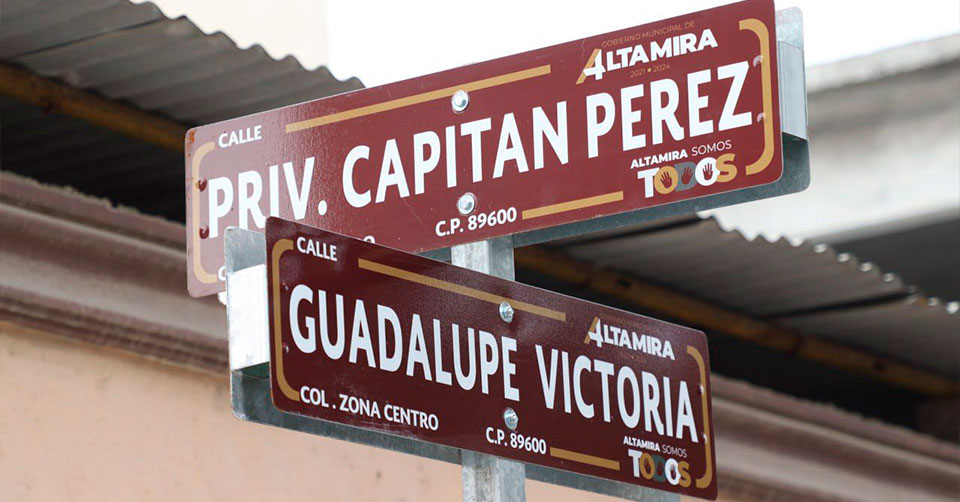 CALLE
GOBIERNO MUNICIPAL DE
ALTAMIRA
2021 • 2024
PRIV. CAPITAN PEREZ
ALTAMIRA SOMOS
TODOS
C.P. 89600
CALLE
ALTAMIRA
GUADALUPE VICTORIA
COL . ZONA CENTRO
C.P. 89600
ALTAMIRA SOMOS
TODOS